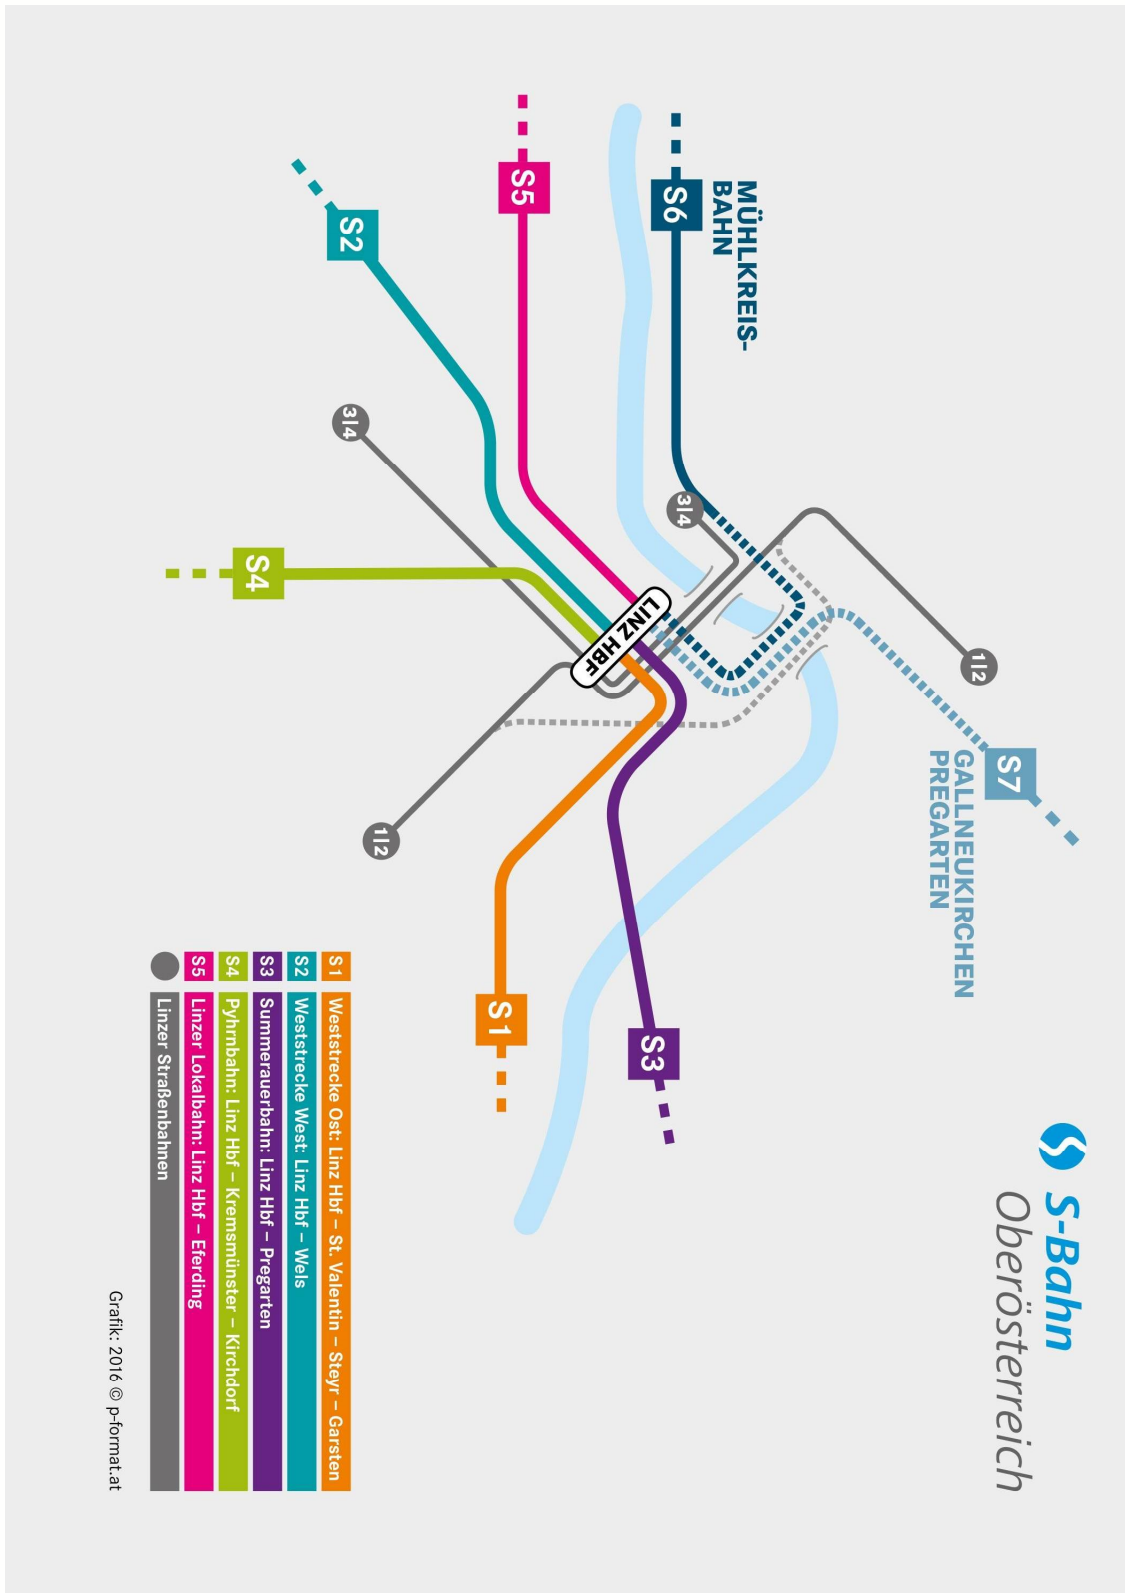 S-Bahn
Oberösterreich
MÜHLKREIS-
BAHN
S6
S5
S2
3|4
3|4
1|2
S7
GALLNEUKIRCHEN
PREGARTEN
LINZ HBF
S4
1|2
S3
S1
S1 Weststrecke Ost: Linz Hbf – St. Valentin – Steyr – Garsten
S2 Weststrecke West: Linz Hbf – Wels
S3 Summerauerbahn: Linz Hbf – Pregarten
S4 Pyhrnbahn: Linz Hbf – Kremsmünster – Kirchdorf
S5 Linzer Lokalbahn: Linz Hbf – Eferding
Linzer Straßenbahnen
Grafik: 2016 © p-format.at